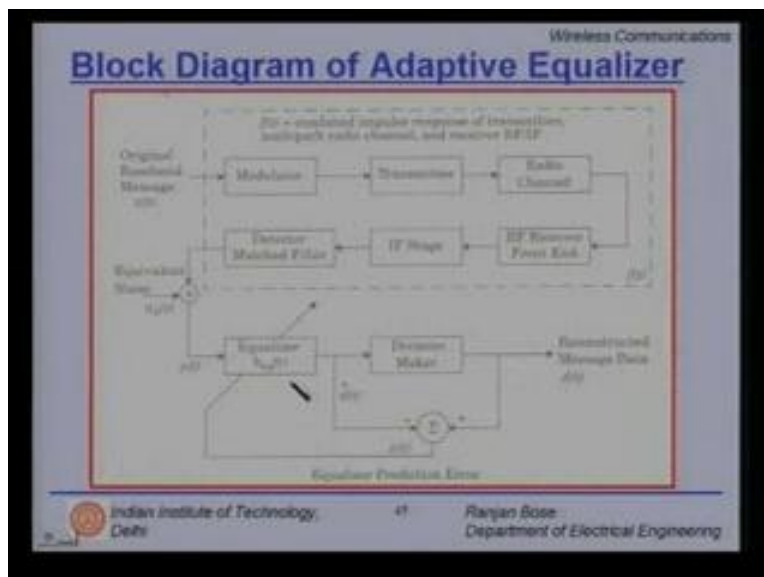 Wireless Communications
Block Diagram of Adaptive Equalizer
f(t) = combined impulse response of transmitter,
multipath radio channel, and receiver RF/IF
Original
Baseband
Message
x(t)
Modulator
Transmitter
Radio
Channel
Detector
Matched Filter
IF Stage
RF Receiver
Front End
f(t)
Equivalent
Noise
+
y(t)
Equalizer
Decision
Maker
Reconstructed
Message Data
d(t)
+
Σ
e(t)
Equalizer Prediction Error
Indian Institute of Technology,
Delhi
Ranjan Bose
Department of Electrical Engineering